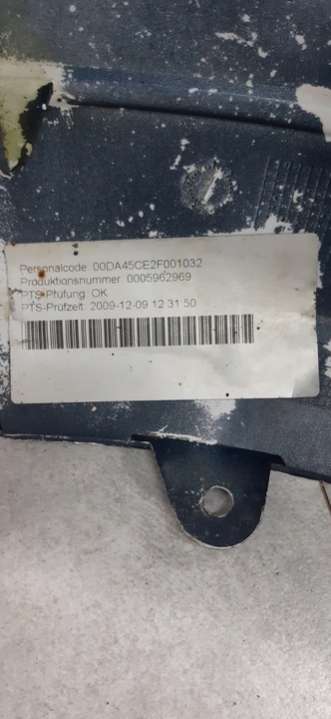 Personalcode: 00DA45CE2F001032
Produktionsnummer: 0005962969
PTS-Prüfung: OK
PTS-Prüfzeit: 2009-12-09 12 31 50